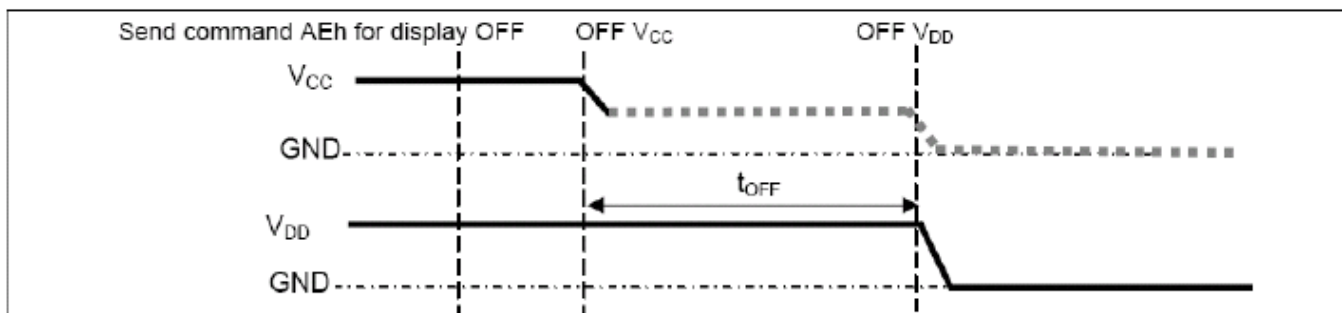 Send command AEh for display OFF OFF VCC OFF VDD
VCC
GND
tOFF
VDD
GND